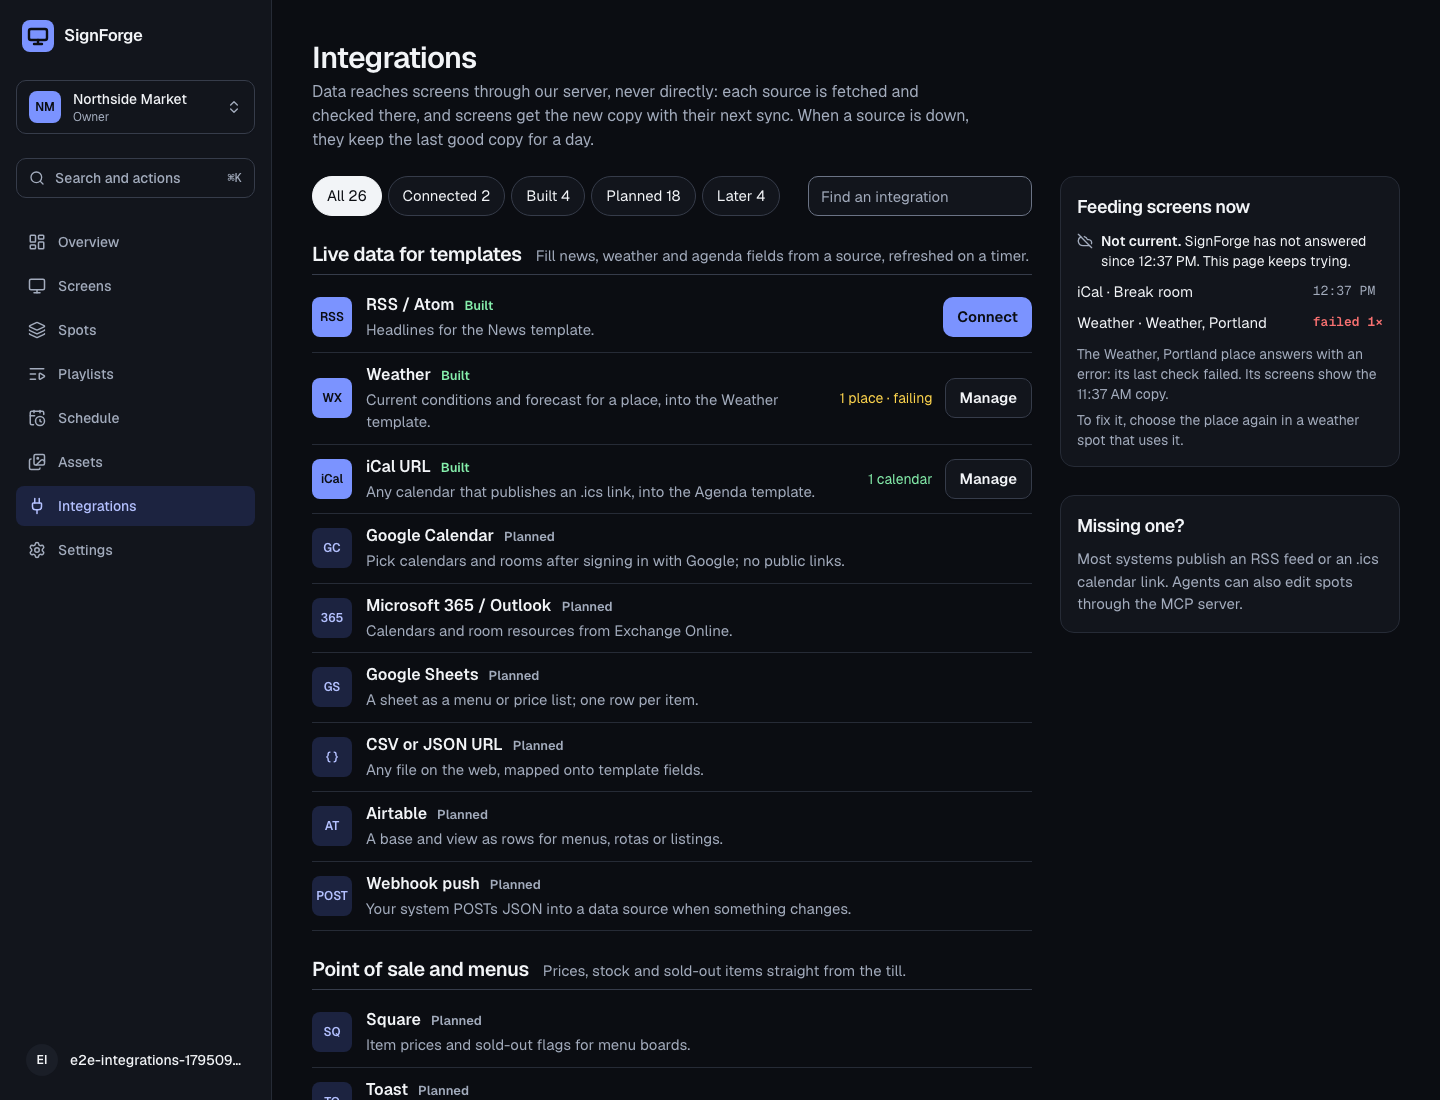 SignForge
NM
Northside Market
Owner
Search and actions ⌘K
Overview
Screens
Spots
Playlists
Schedule
Assets
Integrations
Settings
EI e2e-integrations-179509…
Integrations
Data reaches screens through our server, never directly: each source is fetched and
checked there, and screens get the new copy with their next sync. When a source is down,
they keep the last good copy for a day.
All 26 Connected 2 Built 4 Planned 18 Later 4 Find an integration
Live data for templates Fill news, weather and agenda fields from a source, refreshed on a timer.
RSS
RSS / Atom Built
Headlines for the News template.
Connect
WX
Weather Built
Current conditions and forecast for a place, into the Weather
template.
1 place · failing Manage
iCal
iCal URL Built
Any calendar that publishes an .ics link, into the Agenda template.
1 calendar Manage
GC
Google Calendar Planned
Pick calendars and rooms after signing in with Google; no public links.
365
Microsoft 365 / Outlook Planned
Calendars and room resources from Exchange Online.
GS
Google Sheets Planned
A sheet as a menu or price list; one row per item.
{}
CSV or JSON URL Planned
Any file on the web, mapped onto template fields.
AT
Airtable Planned
A base and view as rows for menus, rotas or listings.
POST
Webhook push Planned
Your system POSTs JSON into a data source when something changes.
Point of sale and menus Prices, stock and sold-out items straight from the till.
SQ
Square Planned
Item prices and sold-out flags for menu boards.
Toast Planned
Feeding screens now
Not current. SignForge has not answered
since 12:37 PM. This page keeps trying.
iCal · Break room 12:37 PM
Weather · Weather, Portland failed 1×
The Weather, Portland place answers with an
error: its last check failed. Its screens show the
11:37 AM copy.
To fix it, choose the place again in a weather
spot that uses it.
Missing one?
Most systems publish an RSS feed or an .ics
calendar link. Agents can also edit spots
through the MCP server.